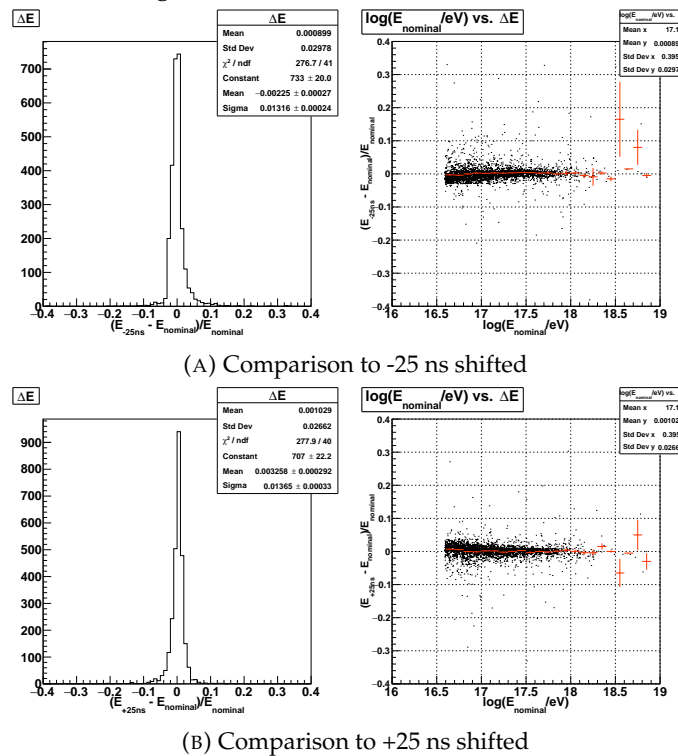 ΔE
ΔE
Mean 0.000899
Std Dev 0.02978
χ² / ndf 276.7 / 41
Constant 733 ± 20.0
Mean −0.00225 ± 0.00027
Sigma 0.01316 ± 0.00024
700
600
500
400
300
200
100
0
−0.4 −0.3 −0.2 −0.1 0 0.1 0.2 0.3 0.4
(E-25ns - Enominal)/Enominal
log(Enominal/eV) vs. ΔE
log(Enominal/eV) vs.
Mean x 17.1
Mean y 0.00089
Std Dev x 0.395
Std Dev y 0.0297
0.4
0.3
0.2
0.1
0
−0.1
−0.2
−0.3
−0.4
(E-25ns - Enominal)/Enominal
16 16.5 17 17.5 18 18.5 19
log(Enominal/eV)
(A) Comparison to -25 ns shifted
ΔE
ΔE
Mean 0.001029
Std Dev 0.02662
χ² / ndf 277.9 / 40
Constant 707 ± 22.2
Mean 0.003258 ± 0.000292
Sigma 0.01365 ± 0.00033
900
800
700
600
500
400
300
200
100
0
−0.4 −0.3 −0.2 −0.1 0 0.1 0.2 0.3 0.4
(E+25ns - Enominal)/Enominal
log(Enominal/eV) vs. ΔE
log(Enominal/eV) vs.
Mean x 17.1
Mean y 0.00102
Std Dev x 0.395
Std Dev y 0.0266
0.4
0.3
0.2
0.1
0
−0.1
−0.2
−0.3
−0.4
(E+25ns - Enominal)/Enominal
16 16.5 17 17.5 18 18.5 19
log(Enominal/eV)
(B) Comparison to +25 ns shifted